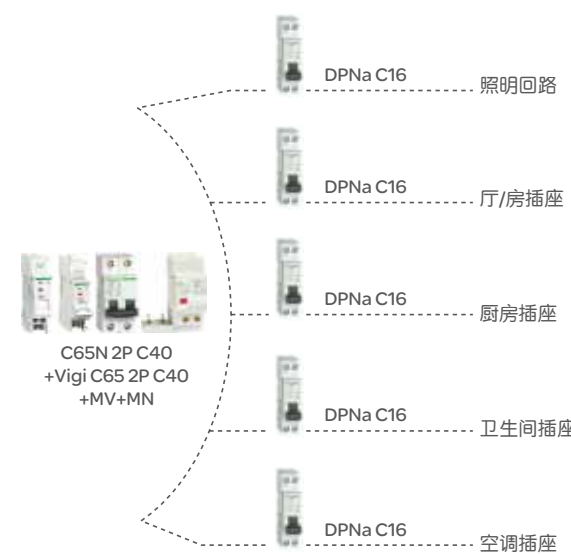 DPNa C16
照明回路
DPNa C16
厅/房插座
DPNa C16
厨房插座
C65N 2P C40
+Vigi C65 2P C40
+MV+MN
DPNa C16
卫生间插座
DPNa C16
空调插座